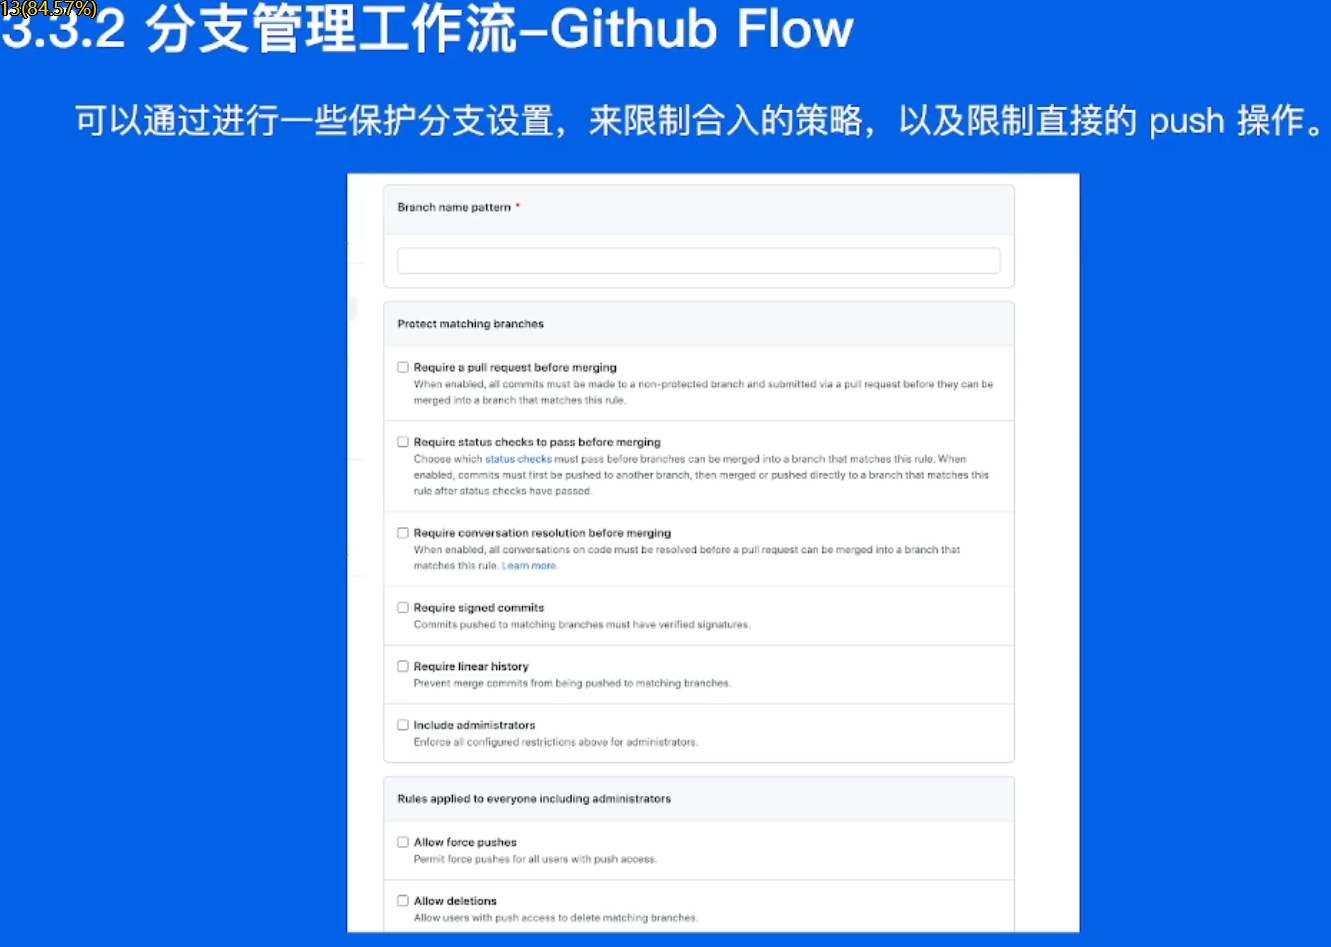 13(84.57%)
3.3.2 分支管理工作流–Github Flow
可以通过进行一些保护分支设置，来限制合入的策略，以及限制直接的 push 操作。
Branch name pattern *
Protect matching branches
Require a pull request before merging
When enabled, all commits must be made to a non-protected branch and submitted via a pull request before they can be
merged into a branch that matches this rule.
Require status checks to pass before merging
Choose which status checks must pass before branches can be merged into a branch that matches this rule. When
enabled, commits must first be pushed to another branch, then merged or pushed directly to a branch that matches this
rule after status checks have passed.
Require conversation resolution before merging
When enabled, all conversations on code must be resolved before a pull request can be merged into a branch that
matches this rule. Learn more.
Require signed commits
Commits pushed to matching branches must have verified signatures.
Require linear history
Prevent merge commits from being pushed to matching branches.
Include administrators
Enforce all configured restrictions above for administrators.
Rules applied to everyone including administrators
Allow force pushes
Permit force pushes for all users with push access.
Allow deletions
Allow users with push access to delete matching branches.